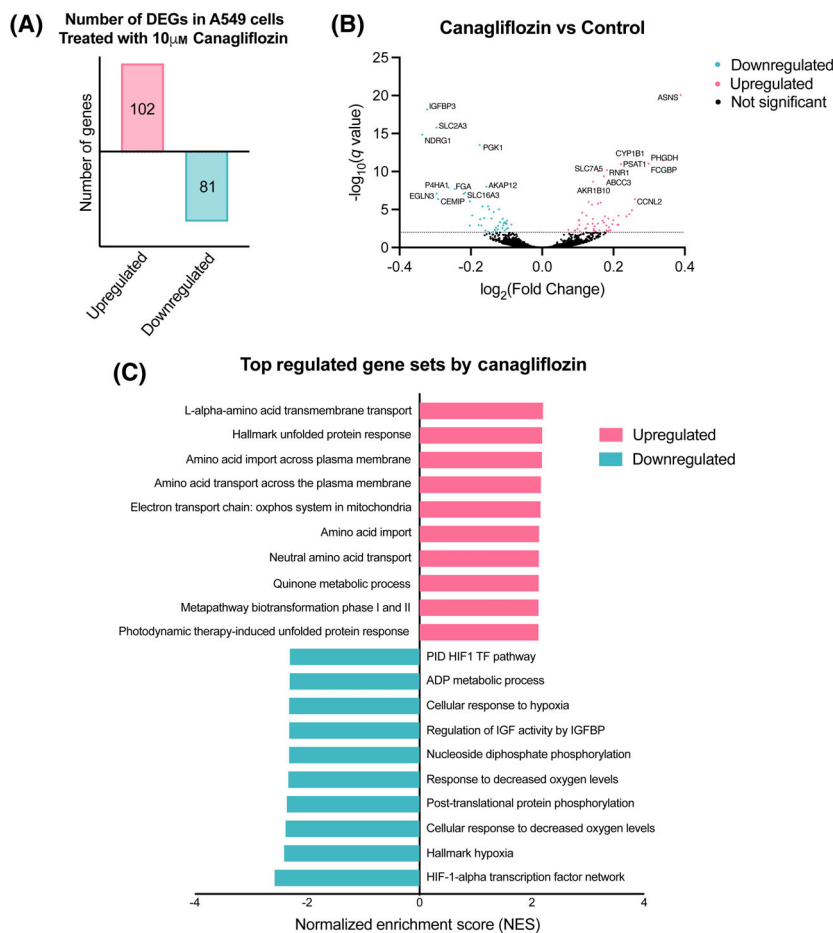 (A)
Number of DEGs in A549 cells
Treated with 10μM Canagliflozin
Number of genes
102
81
Upregulated
Downregulated
(B)
Canagliflozin vs Control
-log10(q value)
25
20
15
10
5
0
-0.4
-0.2
0.0
0.2
0.4
log2(Fold Change)
IGFBP3
SLC2A3
NDRG1
PGK1
P4HA1
FGA
AKAP12
EGLN3
SLC16A3
CEMIP
ASNS
CYP1B1
PHGDH
SLC7A5
PSAT1
RNR1
FCGBP
ABCC3
AKR1B10
CCNL2
Downregulated
Upregulated
Not significant
(C)
Top regulated gene sets by canagliflozin
L-alpha-amino acid transmembrane transport
Hallmark unfolded protein response
Amino acid import across plasma membrane
Amino acid transport across the plasma membrane
Electron transport chain: oxphos system in mitochondria
Amino acid import
Neutral amino acid transport
Quinone metabolic process
Metapathway biotransformation phase I and II
Photodynamic therapy-induced unfolded protein response
PID HIF1 TF pathway
ADP metabolic process
Cellular response to hypoxia
Regulation of IGF activity by IGFBP
Nucleoside diphosphate phosphorylation
Response to decreased oxygen levels
Post-translational protein phosphorylation
Cellular response to decreased oxygen levels
Hallmark hypoxia
HIF-1-alpha transcription factor network
Upregulated
Downregulated
-4
-2
0
2
4
Normalized enrichment score (NES)